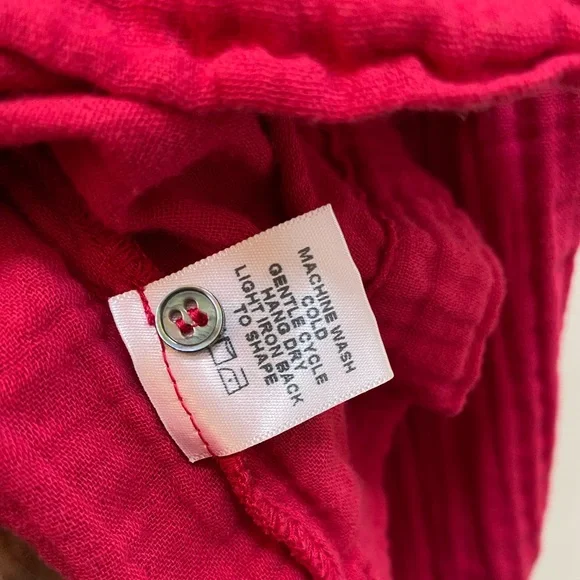 MACHINE WASH
COLD
GENTLE CYCLE
HANG DRY
LIGHT IRON BACK
TO SHAPE